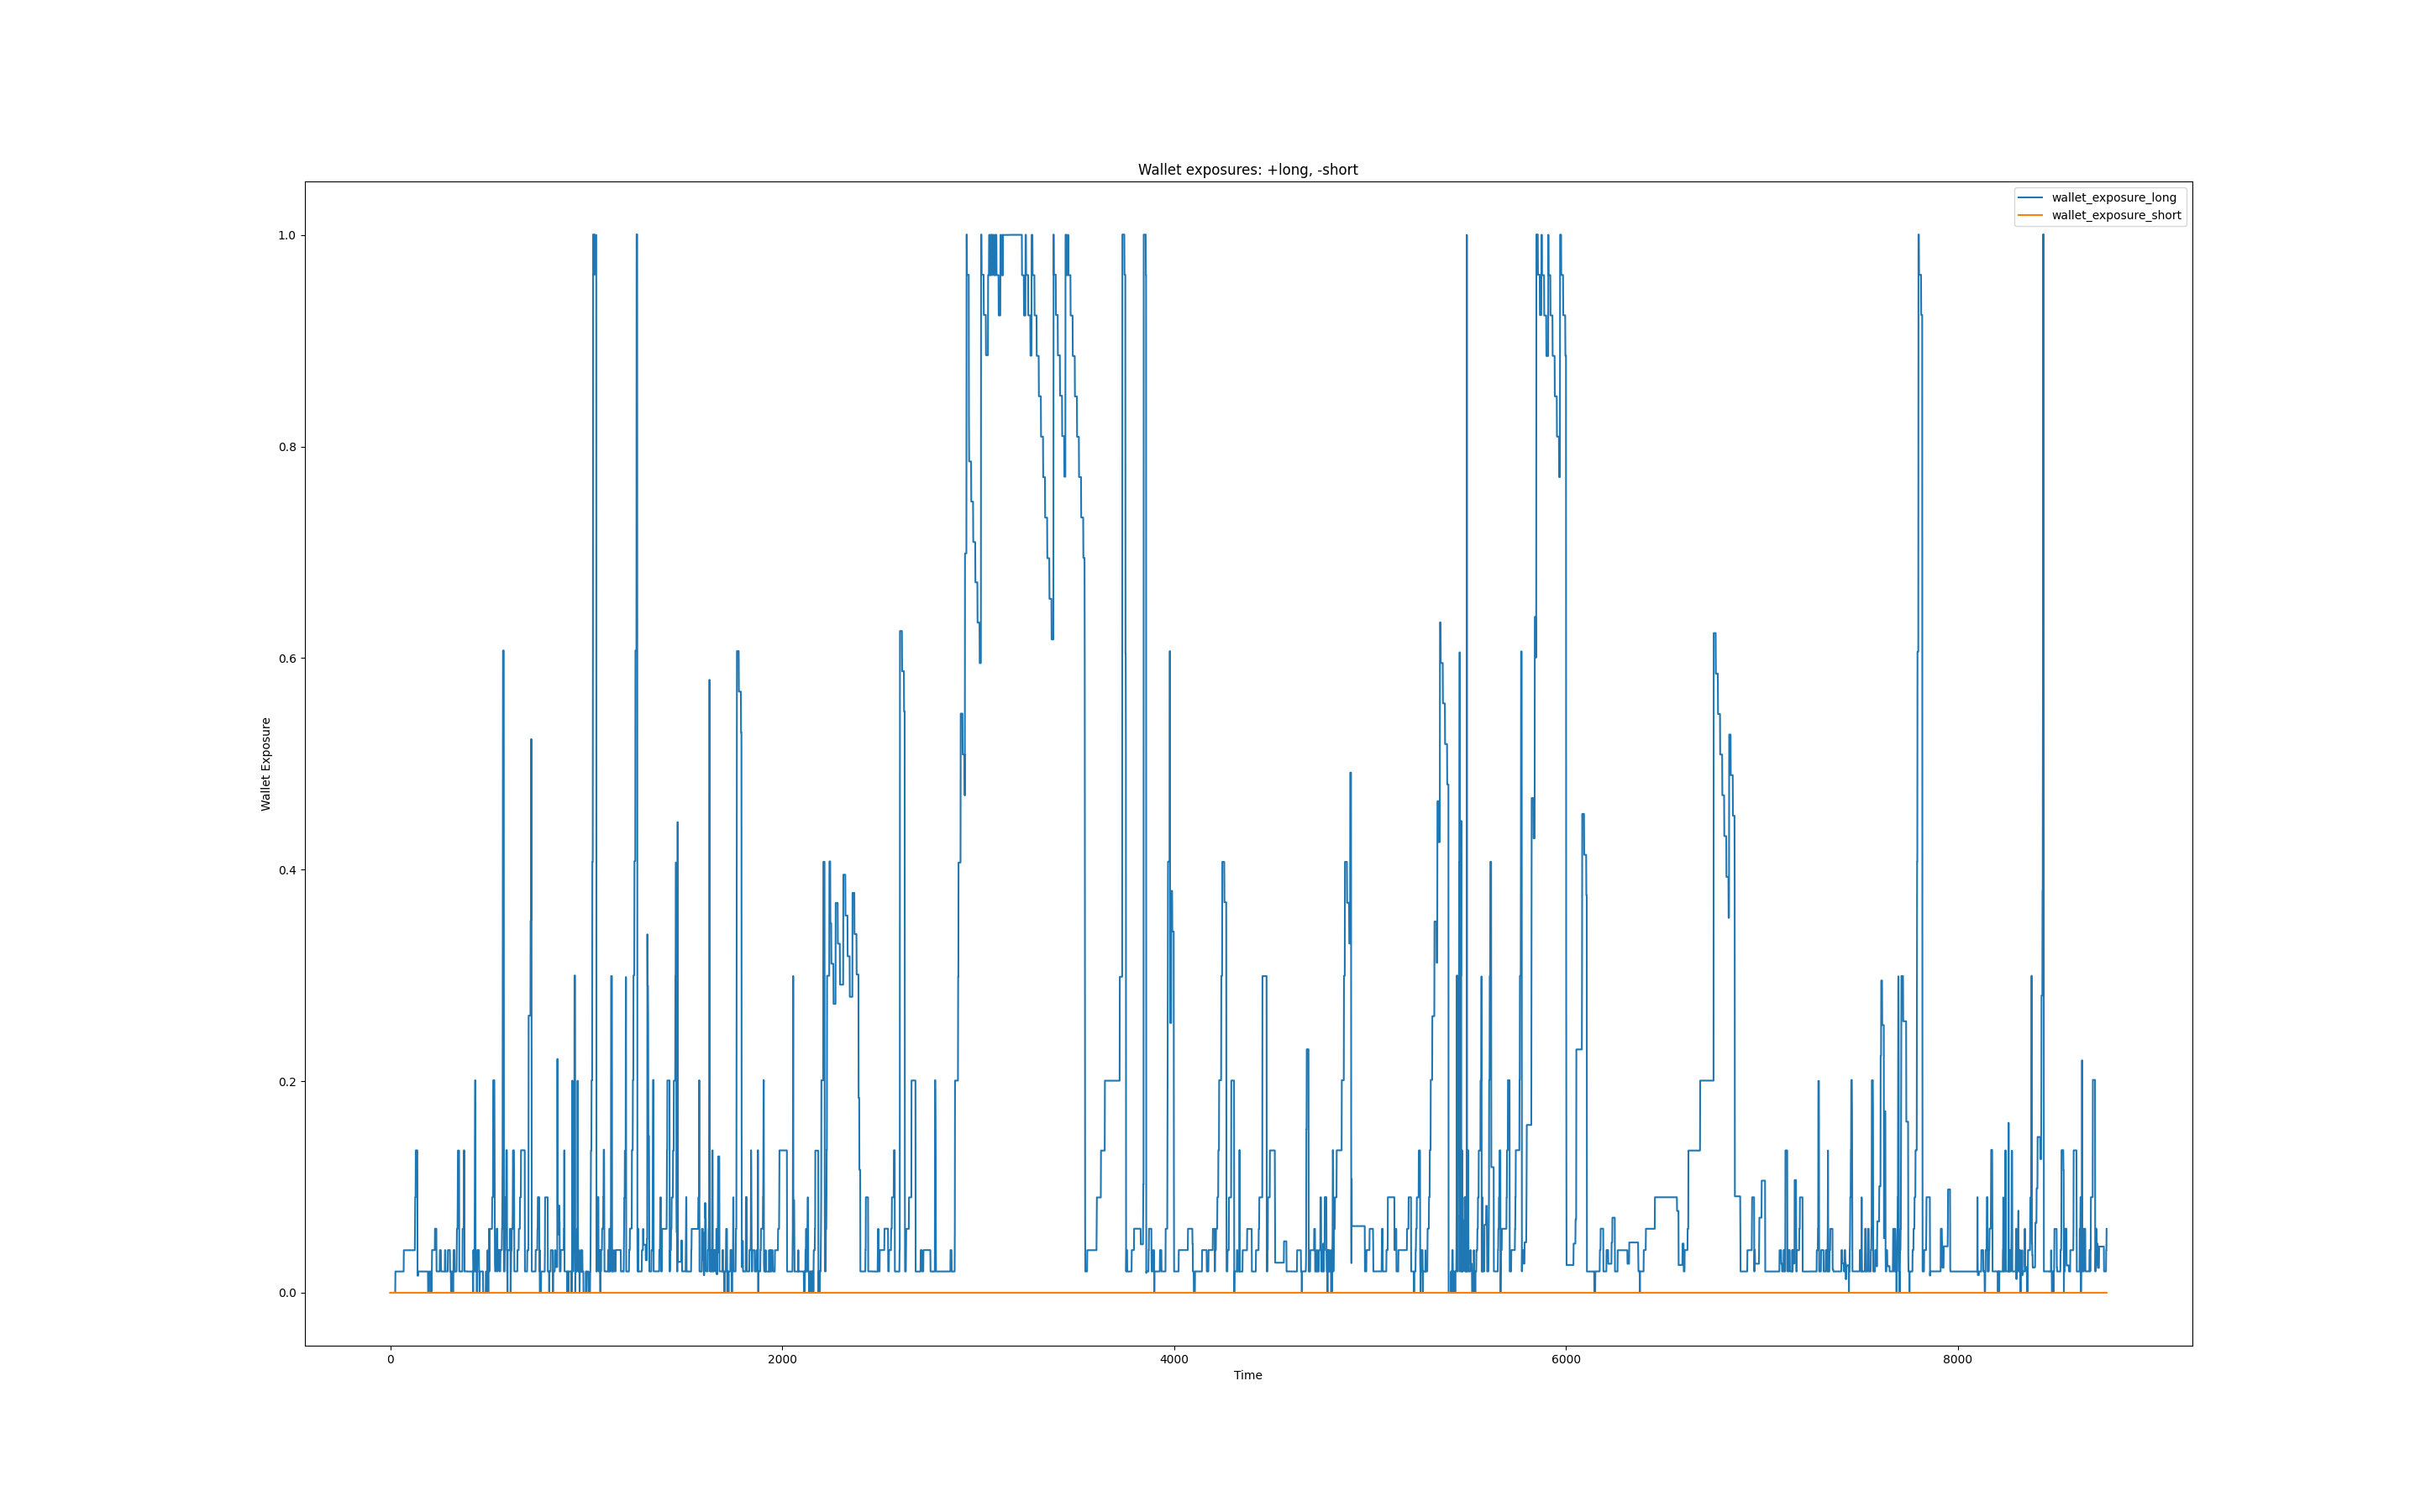 Wallet exposures: +long, -short
wallet_exposure_long
wallet_exposure_short
1.0
0.8
0.6
0.4
0.2
0.0
Wallet Exposure
0 2000 4000 6000 8000
Time